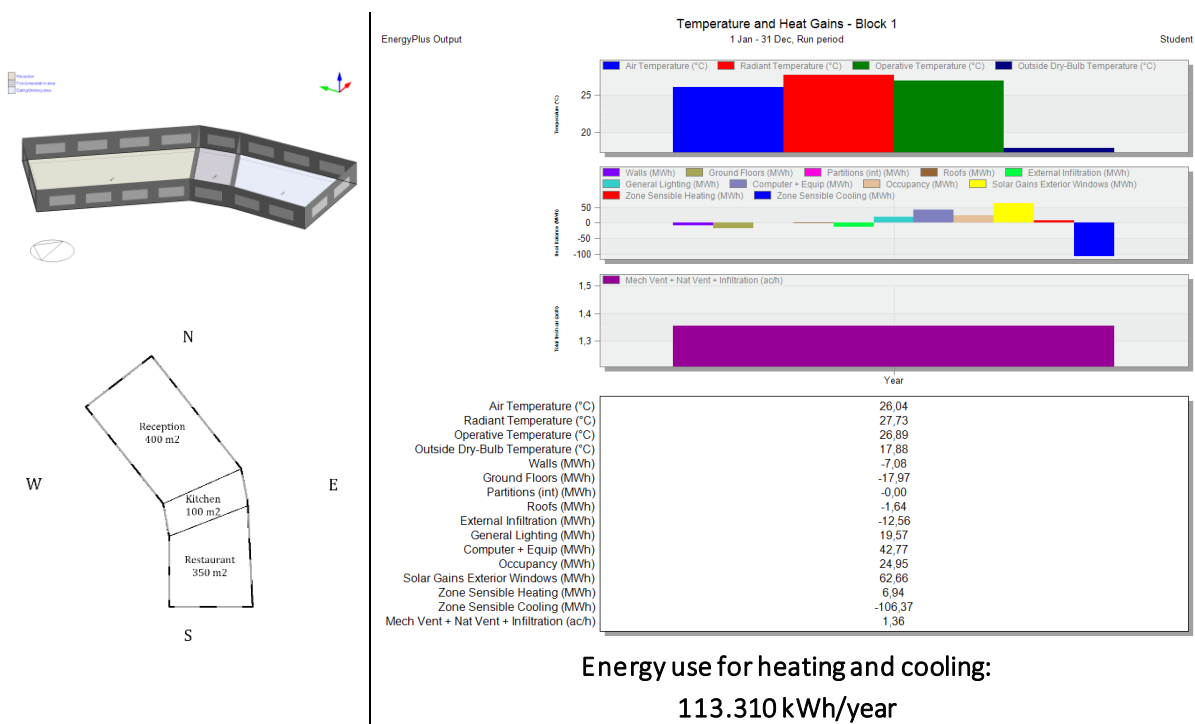 Reception
N
Reception
400 m2
W
E
Kitchen
100 m2
Restaurant
350 m2
S
Temperature and Heat Gains - Block 1
EnergyPlus Output
1 Jan - 31 Dec, Run period
Student
Air Temperature (°C) Radiant Temperature (°C) Operative Temperature (°C) Outside Dry-Bulb Temperature (°C)
Temperature (°C)
25
20
Walls (MWh) Ground Floors (MWh) Partitions (int) (MWh) Roofs (MWh) External Infiltration (MWh)
General Lighting (MWh) Computer + Equip (MWh) Occupancy (MWh) Solar Gains Exterior Windows (MWh)
Zone Sensible Heating (MWh) Zone Sensible Cooling (MWh)
Heat Balance (MWh)
50
0
-50
-100
Mech Vent + Nat Vent + Infiltration (ac/h)
Total fresh air (ac/h)
1,5
1,4
1,3
Year
Air Temperature (°C) 26,04
Radiant Temperature (°C) 27,73
Operative Temperature (°C) 26,89
Outside Dry-Bulb Temperature (°C) 17,88
Walls (MWh) -7,08
Ground Floors (MWh) -17,97
Partitions (int) (MWh) -0,00
Roofs (MWh) -1,64
External Infiltration (MWh) -12,56
General Lighting (MWh) 19,57
Computer + Equip (MWh) 42,77
Occupancy (MWh) 24,95
Solar Gains Exterior Windows (MWh) 62,66
Zone Sensible Heating (MWh) 6,94
Zone Sensible Cooling (MWh) -106,37
Mech Vent + Nat Vent + Infiltration (ac/h) 1,36
Energy use for heating and cooling:
113.310 kWh/year